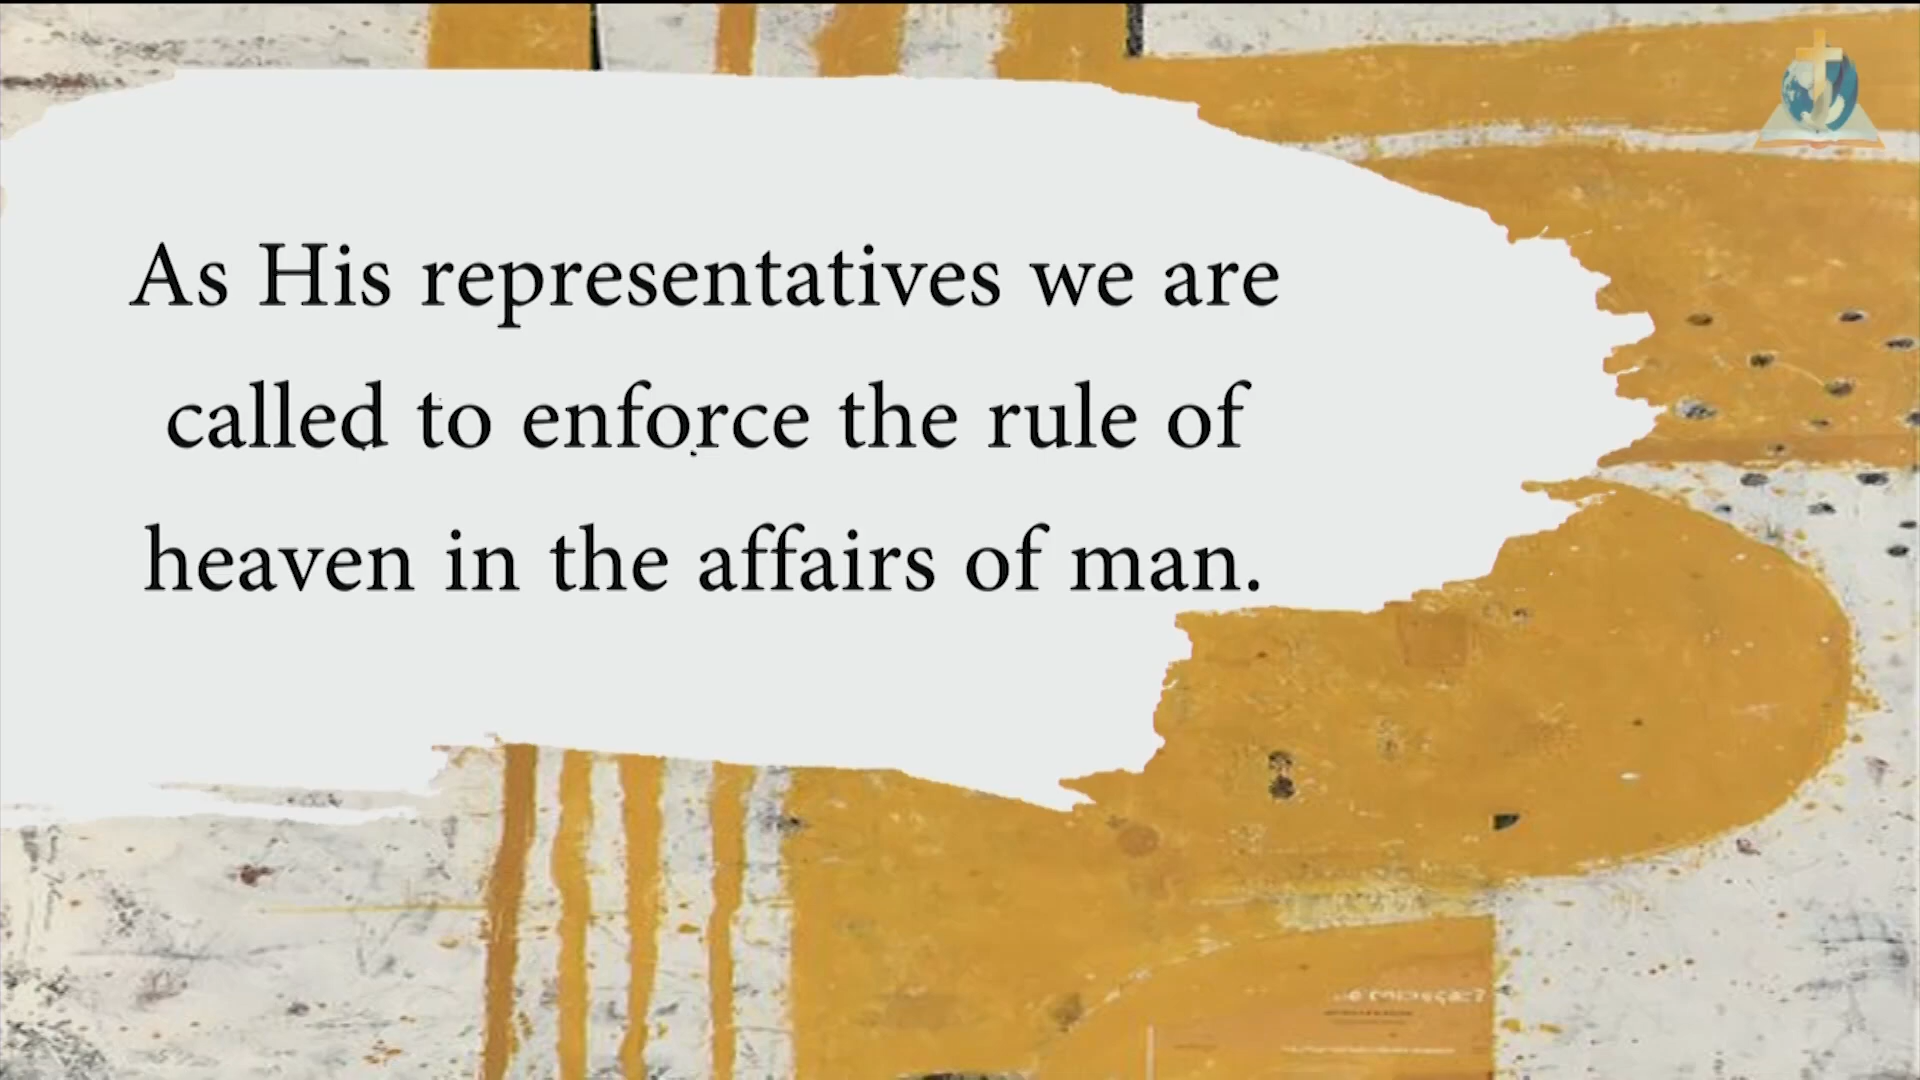 As His representatives we are
called to enforce the rule of
heaven in the affairs of man.